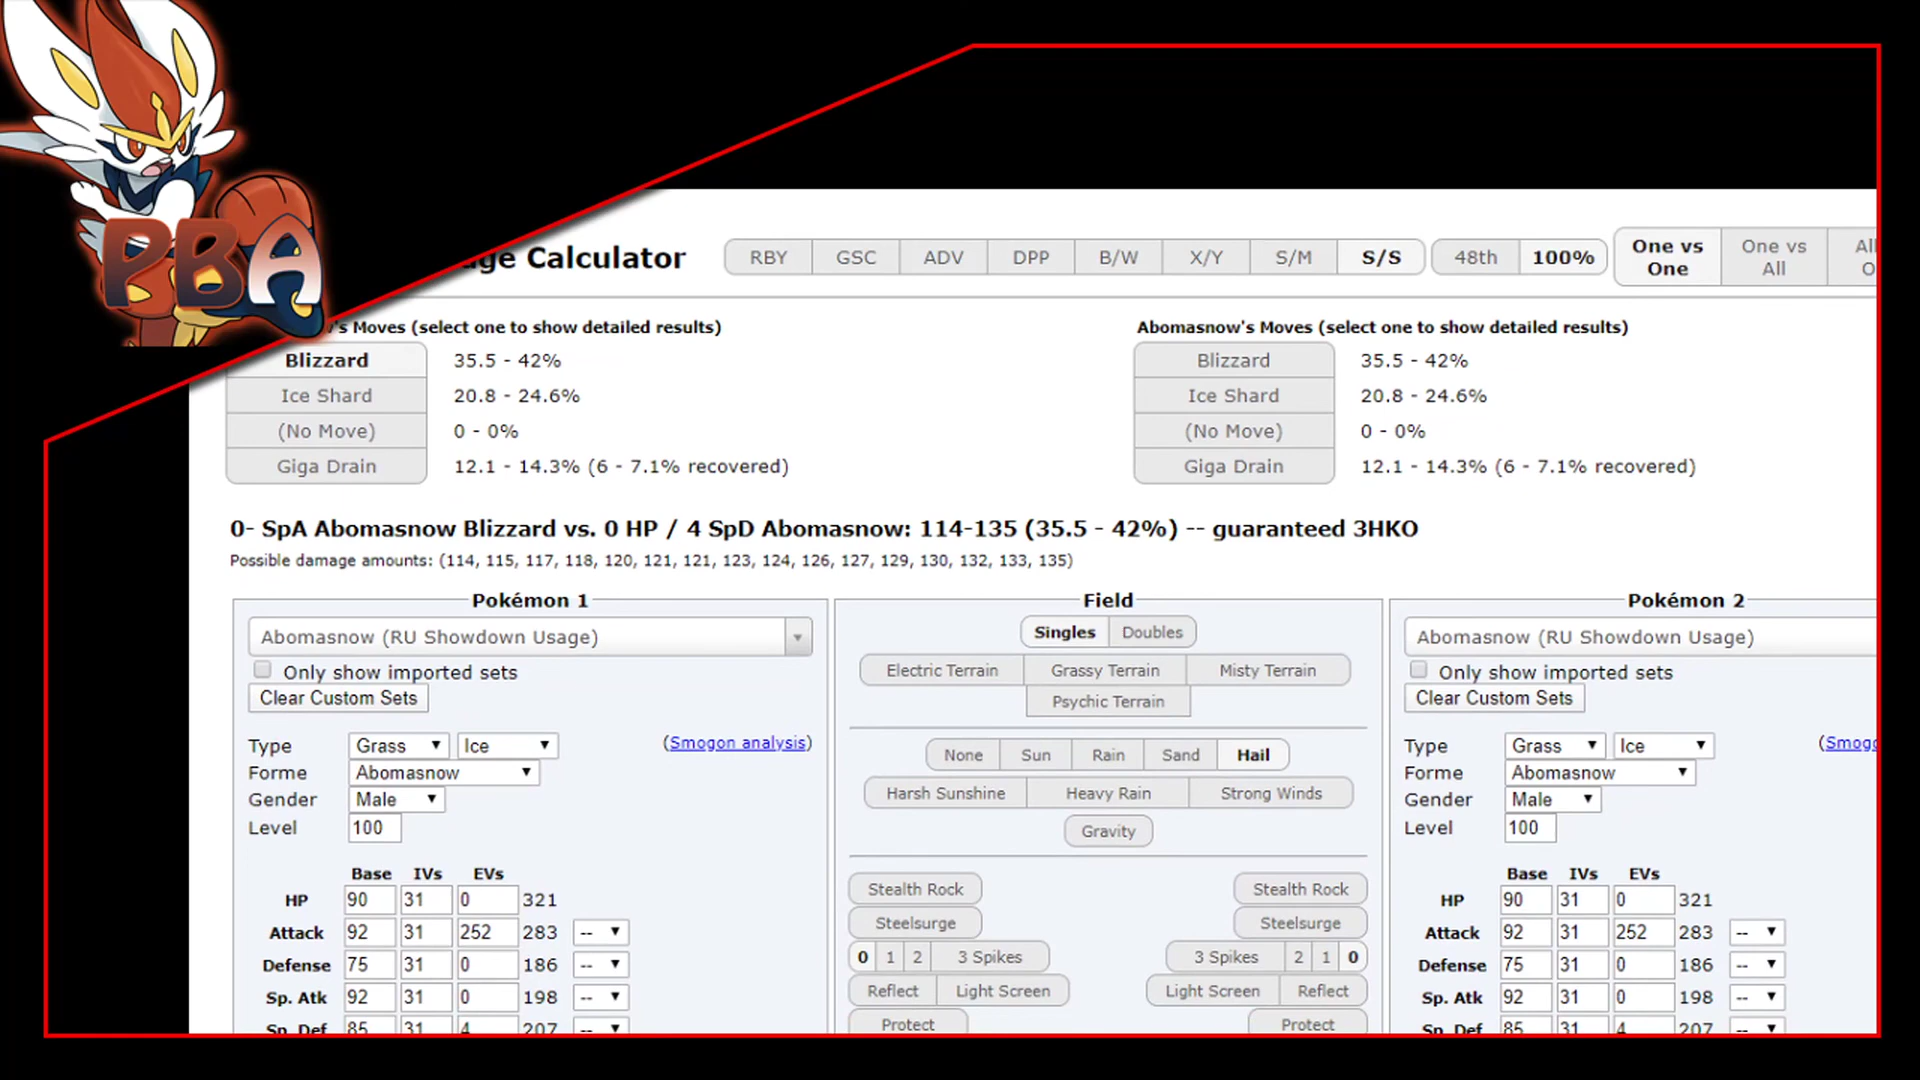 PBA
Calculator
RBY GSC ADV DPP B/W X/Y S/M S/S 48th 100% One vs One One vs All
's Moves (select one to show detailed results)
Blizzard 35.5 - 42%
Ice Shard 20.8 - 24.6%
(No Move) 0 - 0%
Giga Drain 12.1 - 14.3% (6 - 7.1% recovered)
Abomasnow's Moves (select one to show detailed results)
Blizzard 35.5 - 42%
Ice Shard 20.8 - 24.6%
(No Move) 0 - 0%
Giga Drain 12.1 - 14.3% (6 - 7.1% recovered)
0- SpA Abomasnow Blizzard vs. 0 HP / 4 SpD Abomasnow: 114-135 (35.5 - 42%) -- guaranteed 3HKO
Possible damage amounts: (114, 115, 117, 118, 120, 121, 121, 123, 124, 126, 127, 129, 130, 132, 133, 135)
Pokémon 1
Abomasnow (RU Showdown Usage)
Only show imported sets
Clear Custom Sets
Type Grass Ice (Smogon analysis)
Forme Abomasnow
Gender Male
Level 100
Base IVs EVs
HP 90 31 0 321
Attack 92 31 252 283 --
Defense 75 31 0 186 --
Sp. Atk 92 31 0 198 --
Sp. Def 85 31 4 207 --
Field
Singles Doubles
Electric Terrain Grassy Terrain Misty Terrain
Psychic Terrain
None Sun Rain Sand Hail
Harsh Sunshine Heavy Rain Strong Winds
Gravity
Stealth Rock Stealth Rock
Steelsurge Steelsurge
0 1 2 3 Spikes 3 Spikes 2 1 0
Reflect Light Screen Light Screen Reflect
Protect Protect
Pokémon 2
Abomasnow (RU Showdown Usage)
Only show imported sets
Clear Custom Sets
Type Grass Ice (Smogo
Forme Abomasnow
Gender Male
Level 100
Base IVs EVs
HP 90 31 0 321
Attack 92 31 252 283 --
Defense 75 31 0 186 --
Sp. Atk 92 31 0 198 --
Sp. Def 85 31 4 207 --